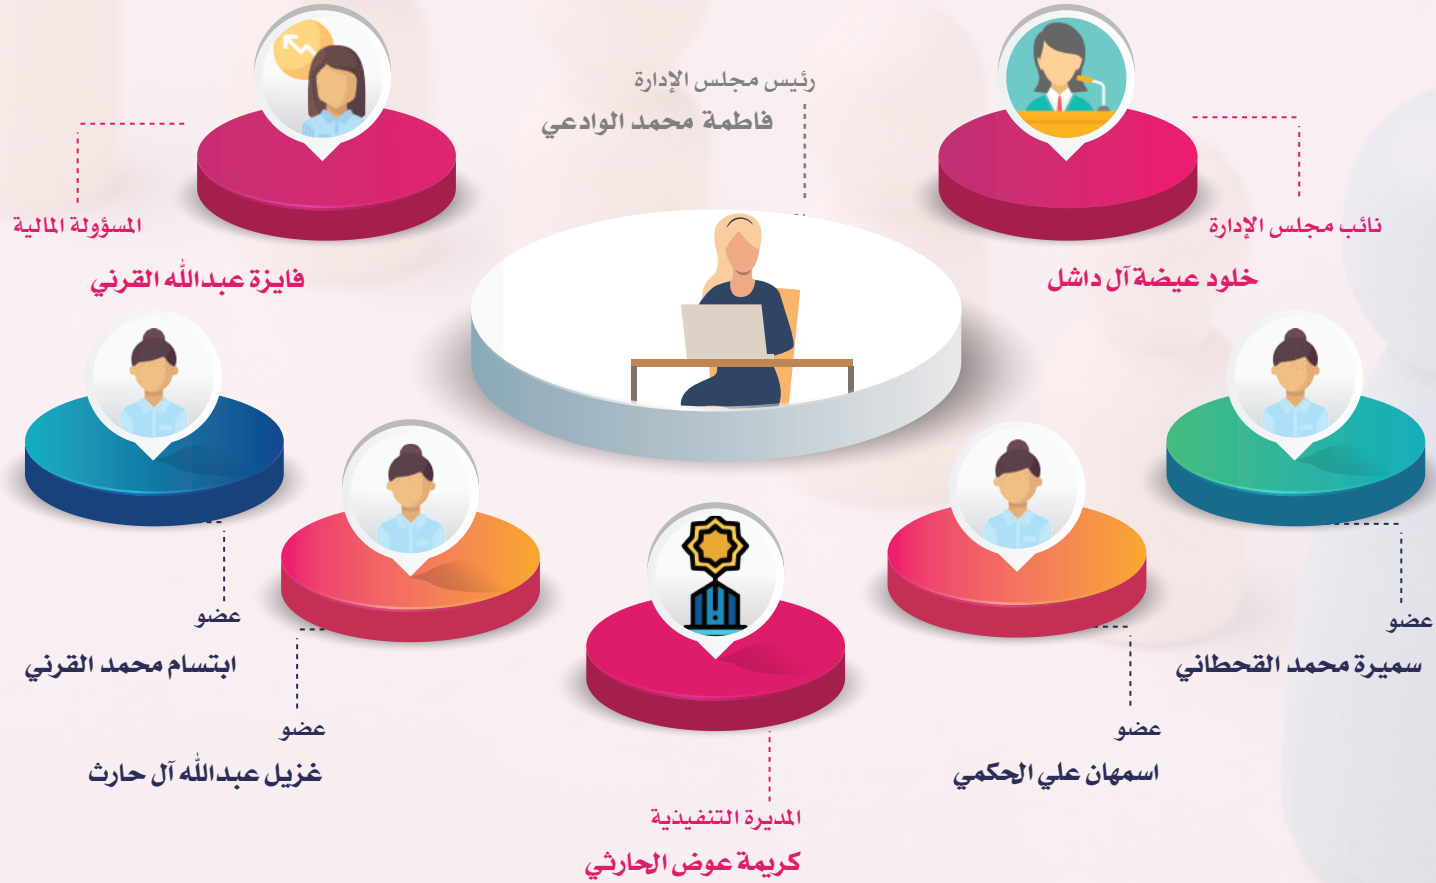 رئيس مجلس الإدارة
فاطمة محمد الوادعي
نائب مجلس الإدارة
خلود عيضة آل داشل
المسؤولة المالية
فايزة عبدالله القرني
عضو
سميرة محمد القحطاني
عضو
ابتسام محمد القرني
عضو
اسمهان علي الحكمي
عضو
غزيل عبدالله آل حارث
المديرة التنفيذية
كريمة عوض الحارثي